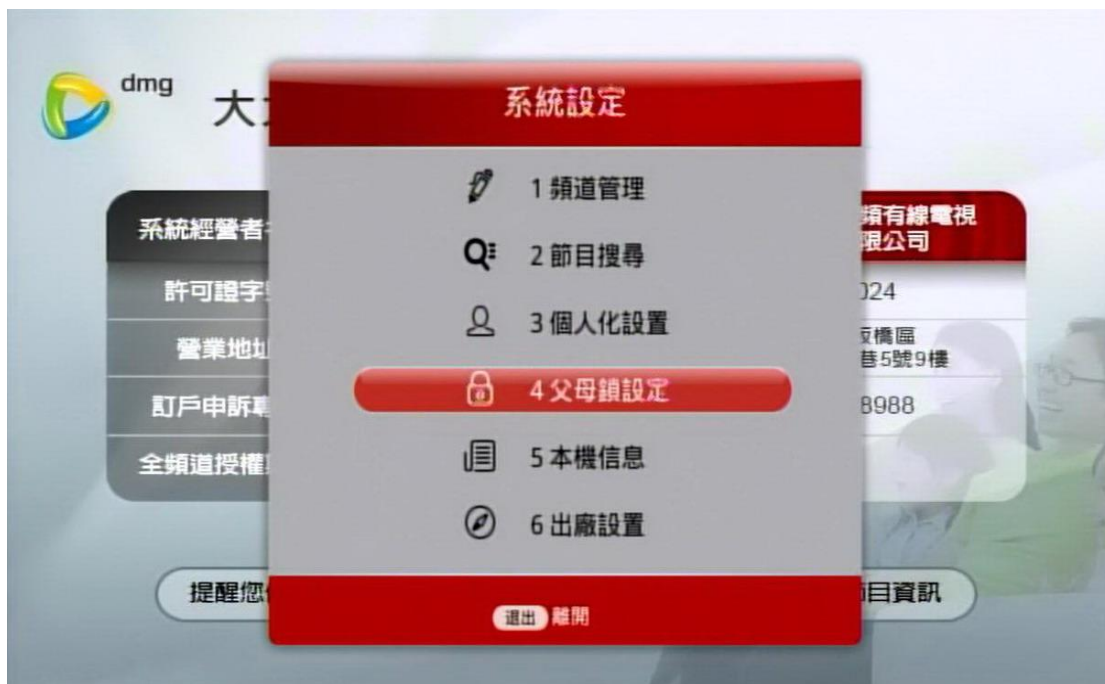 dmg
大
系統設定
1 頻道管理
2 節目搜尋
3 個人化設置
4 父母鎖設定
5 本機信息
6 出廠設置
退出 離開
系統經營者
頻有線電視
限公司
許可證字
024
營業地址
板橋區
巷5號9樓
訂戶申訴專
8988
全頻道授權
提醒您
節目資訊